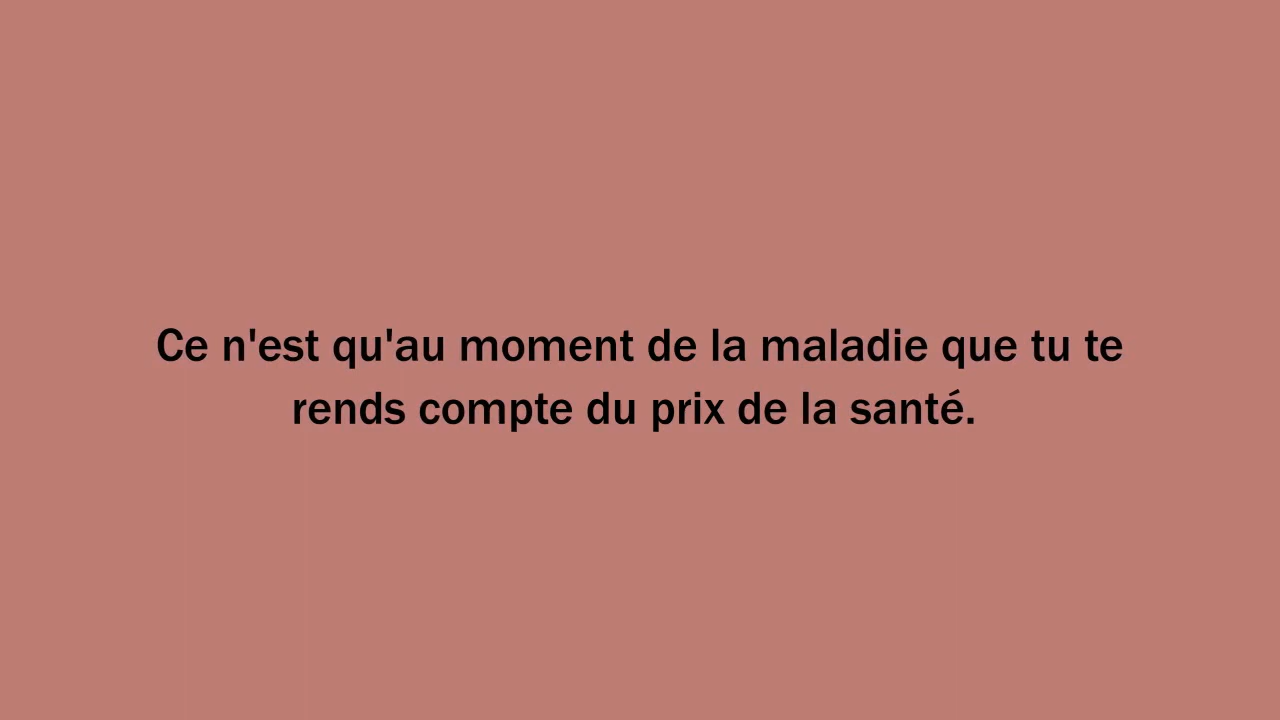 Ce n'est qu'au moment de la maladie que tu te
rends compte du prix de la santé.